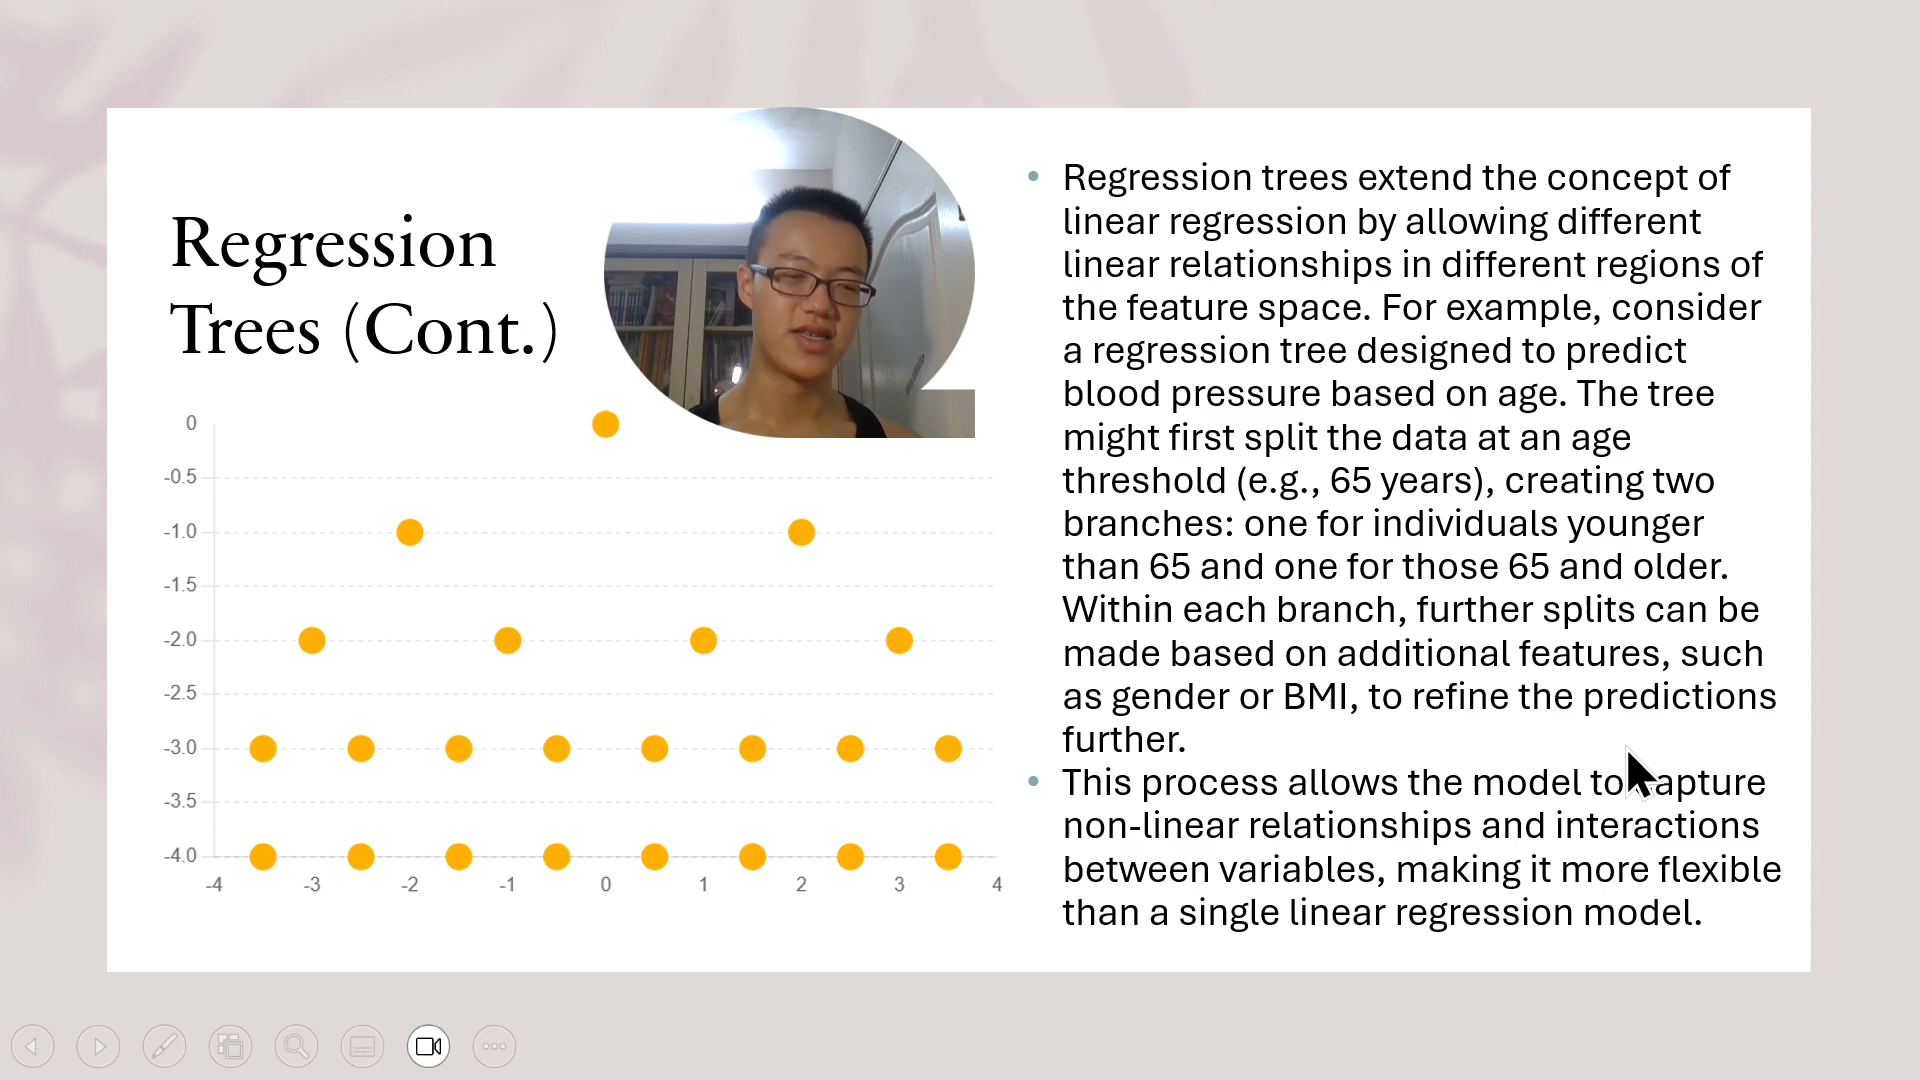 Regression
Trees (Cont.)
0
-0.5
-1.0
-1.5
-2.0
-2.5
-3.0
-3.5
-4.0
-4 -3 -2 -1 0 1 2 3 4
• Regression trees extend the concept of
linear regression by allowing different
linear relationships in different regions of
the feature space. For example, consider
a regression tree designed to predict
blood pressure based on age. The tree
might first split the data at an age
threshold (e.g., 65 years), creating two
branches: one for individuals younger
than 65 and one for those 65 and older.
Within each branch, further splits can be
made based on additional features, such
as gender or BMI, to refine the predictions
further.
• This process allows the model to capture
non-linear relationships and interactions
between variables, making it more flexible
than a single linear regression model.